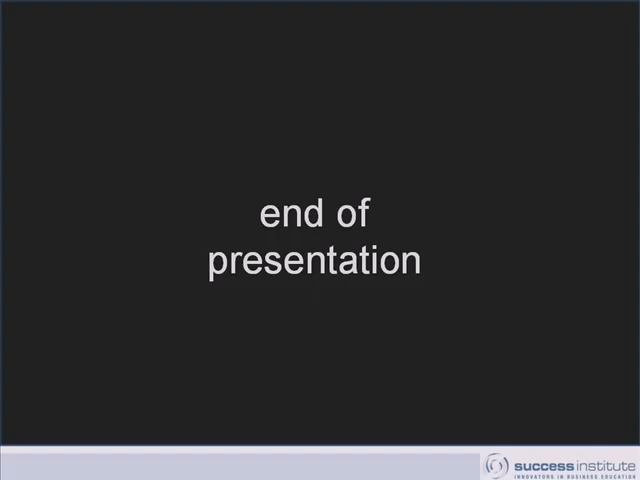 end of
presentation
success institute
INNOVATORS IN BUSINESS EDUCATION